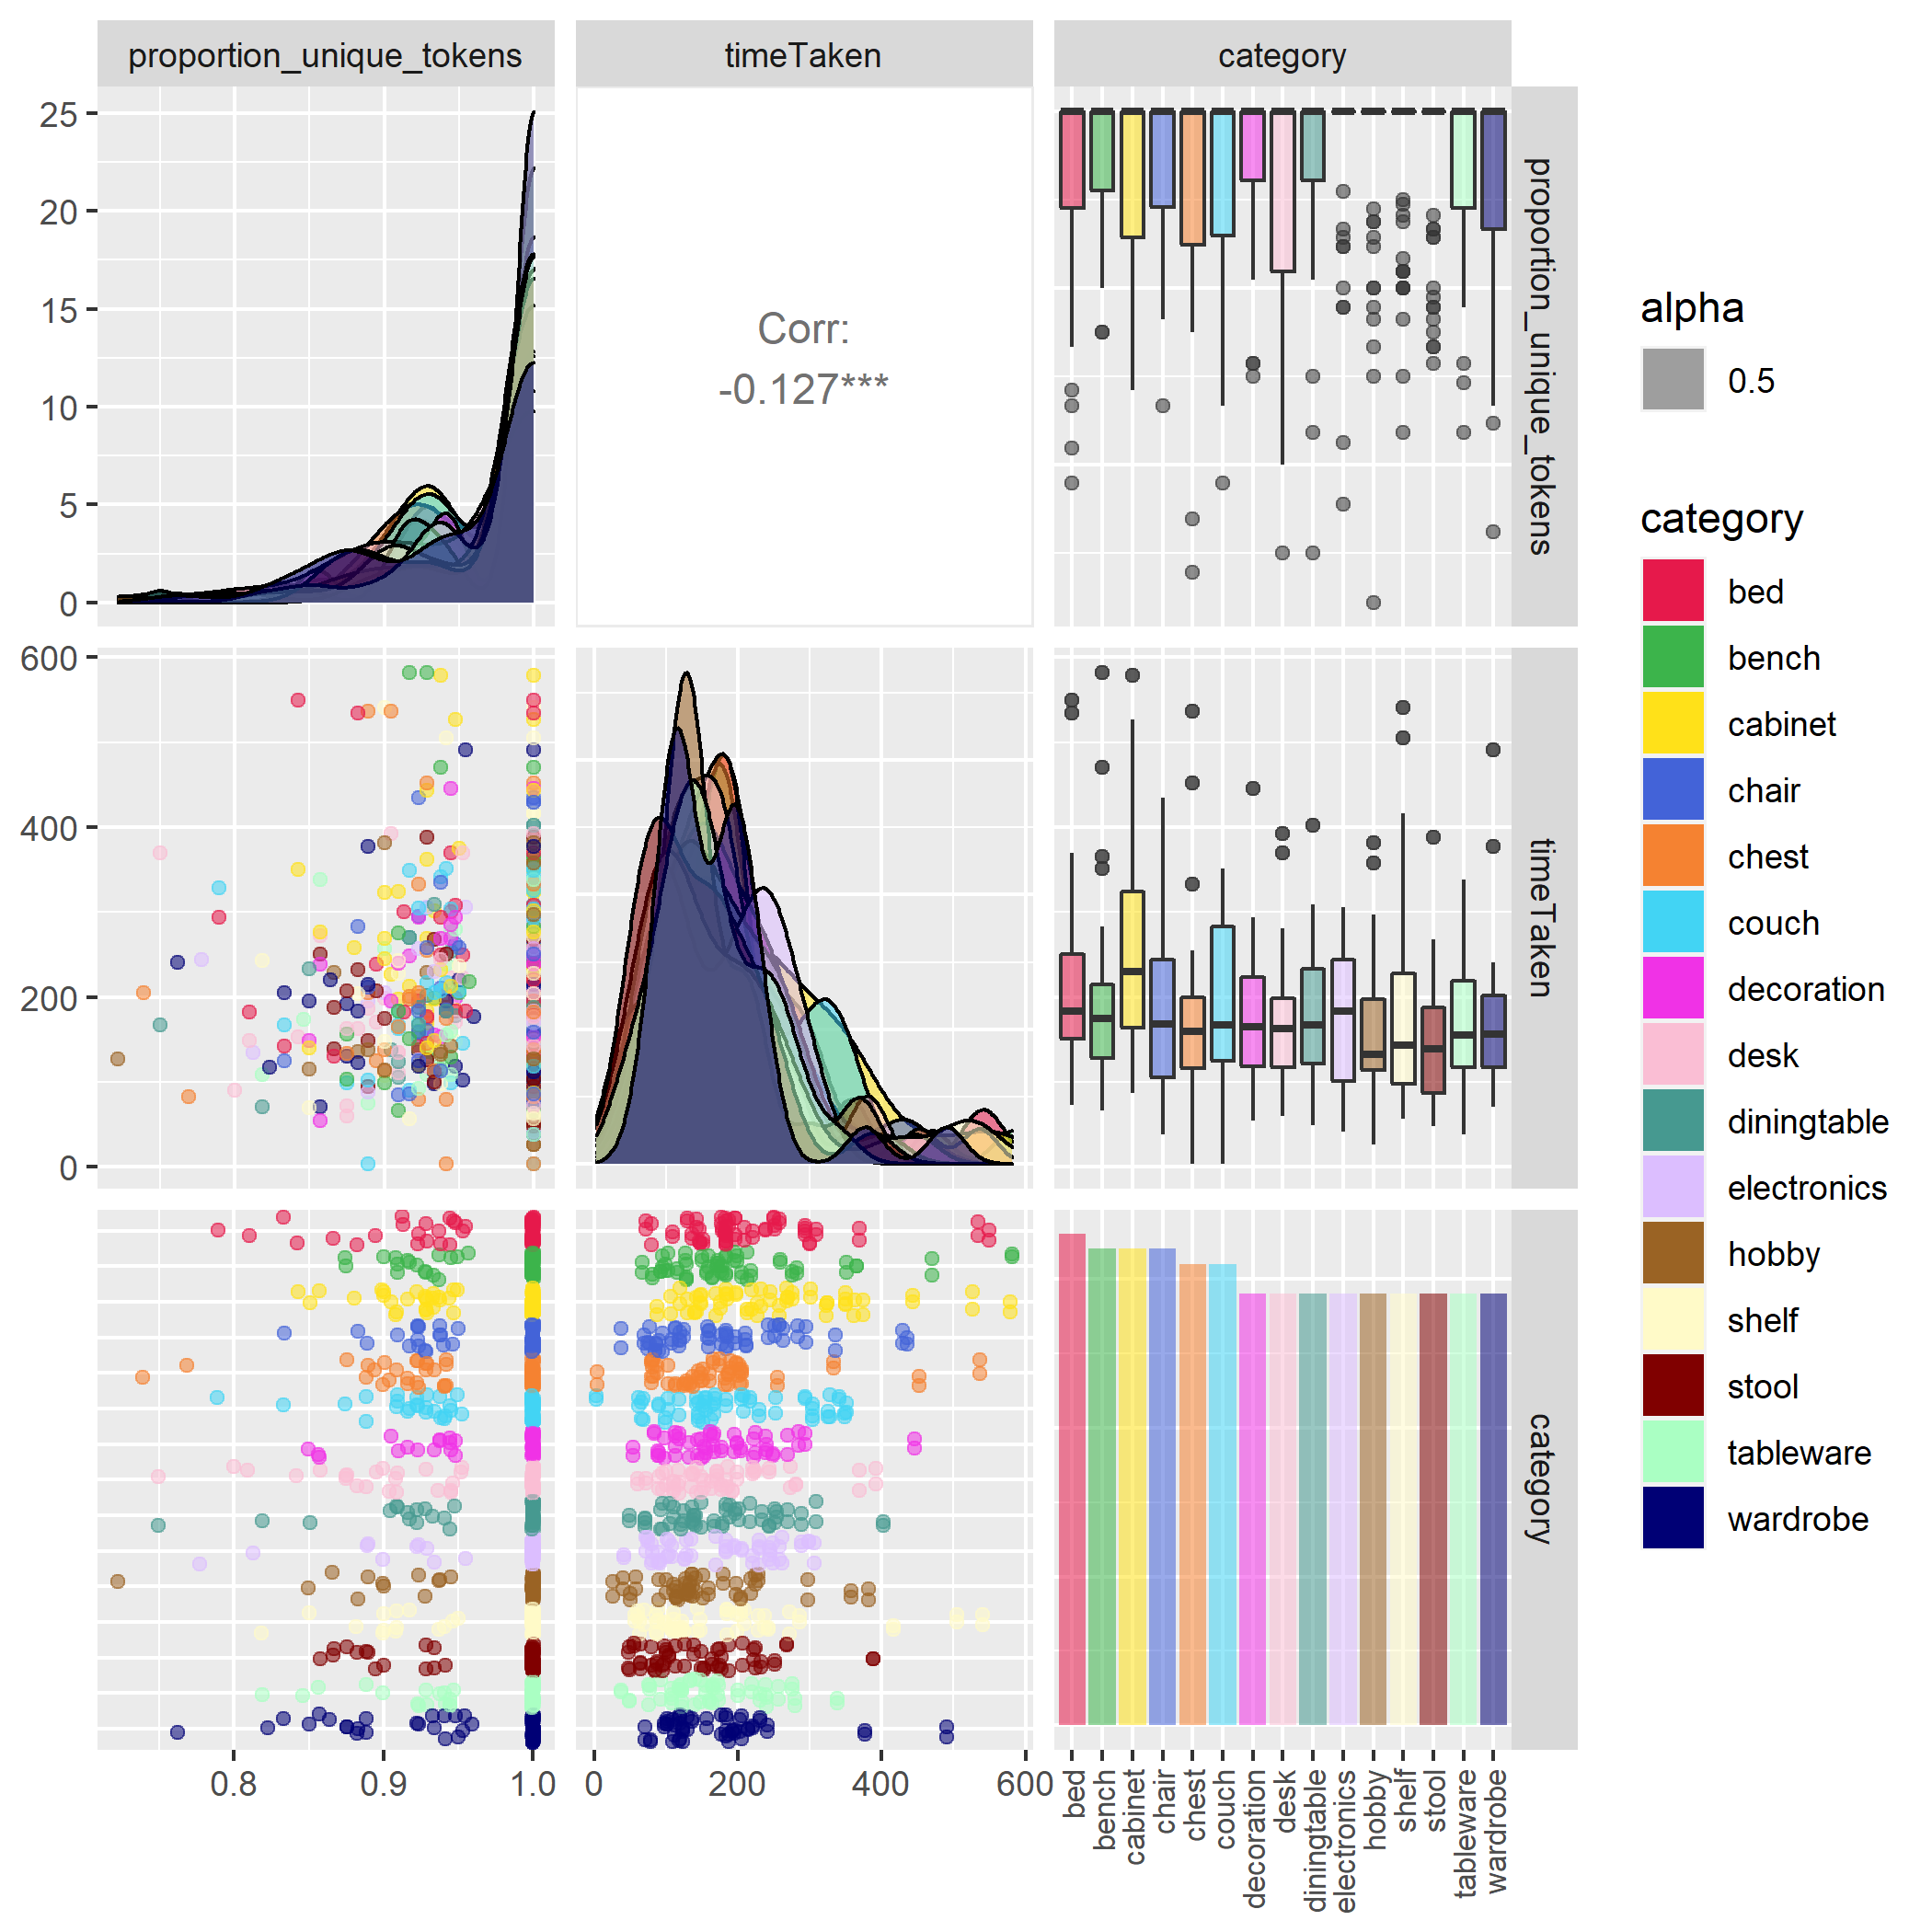 proportion_unique_tokens
timeTaken
category
25
20
15
10
5
0
Corr:
-0.127***
proportion_unique_tokens
600
400
200
0
timeTaken
category
0.8
0.9
1.0
0
200
400
600
bed
bench
cabinet
chair
chest
couch
decoration
desk
diningtable
electronics
hobby
shelf
stool
tableware
wardrobe
alpha
0.5
category
bed
bench
cabinet
chair
chest
couch
decoration
desk
diningtable
electronics
hobby
shelf
stool
tableware
wardrobe